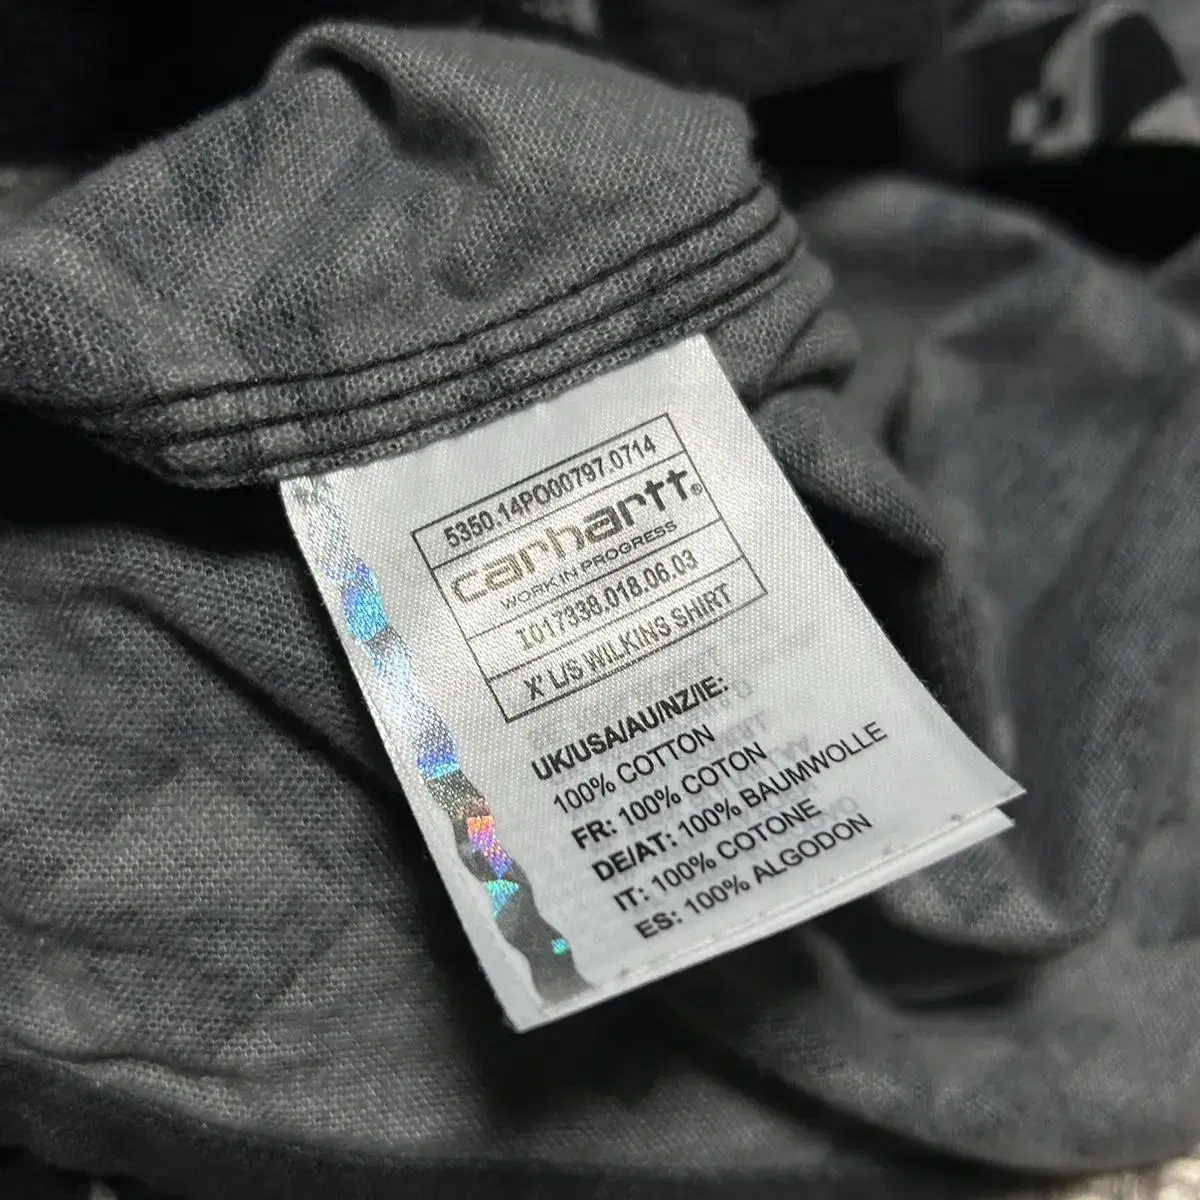 5350.14PO00797.0714
carhartt®
WORK IN PROGRESS
I017338.018.06.03
X' L/S WILKINS SHIRT
UK/USA/AU/NZ/IE:
100% COTTON
FR: 100% COTON
DE/AT: 100% BAUMWOLLE
IT: 100% COTONE
ES: 100% ALGODON